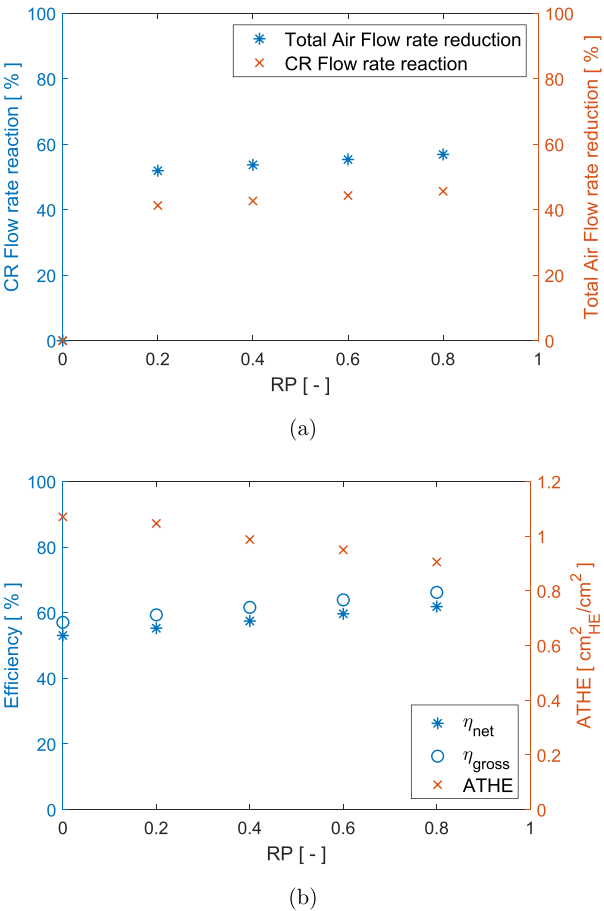 100
80
60
40
20
0
CR Flow rate reaction [ % ]
Total Air Flow rate reduction
CR Flow rate reaction
100
80
60
40
20
0
Total Air Flow rate reduction [ % ]
0 0.2 0.4 0.6 0.8 1
RP [ - ]
(a)
100
80
60
40
20
0
Efficiency [ % ]
η_net
η_gross
ATHE
1.2
1
0.8
0.6
0.4
0.2
0
ATHE [ cm²_HE/cm² ]
0 0.2 0.4 0.6 0.8 1
RP [ - ]
(b)